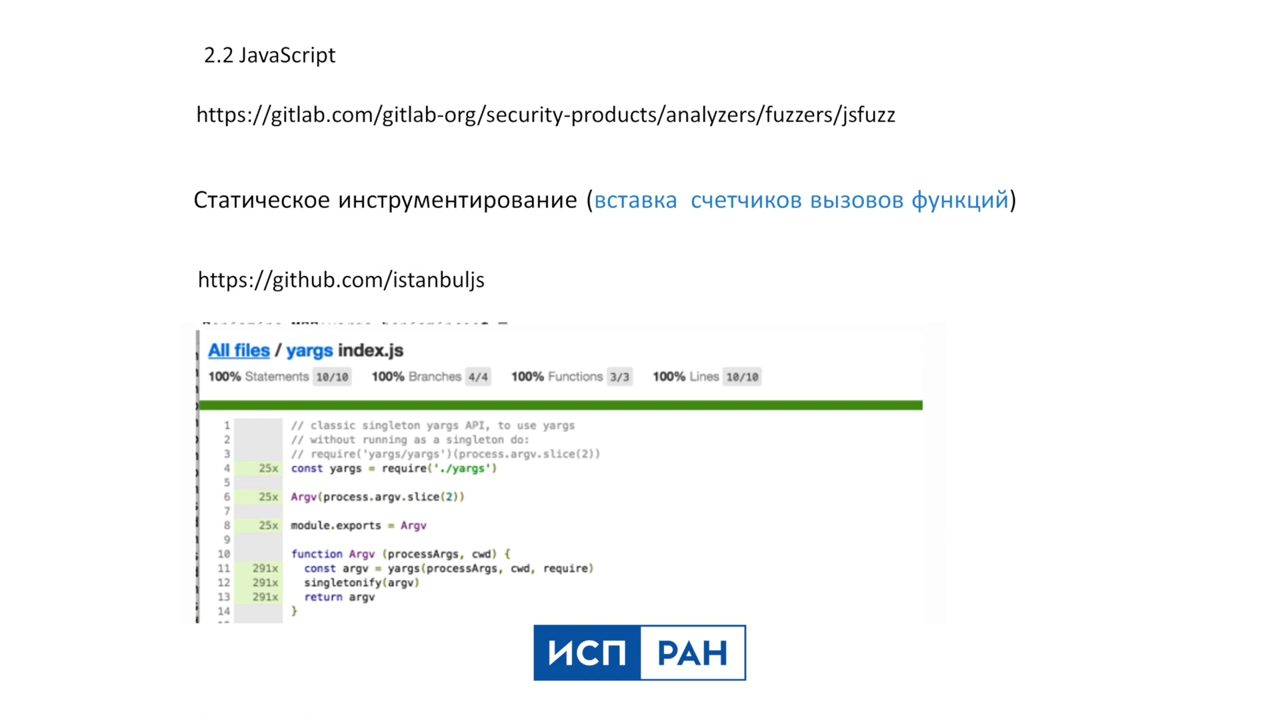 2.2 JavaScript
https://gitlab.com/gitlab-org/security-products/analyzers/fuzzers/jsfuzz
Статическое инструментирование (вставка счетчиков вызовов функций)
https://github.com/istanbuljs
All files / yargs index.js
100% Statements 10/10 100% Branches 4/4 100% Functions 3/3 100% Lines 10/10
1 // classic singleton yargs API, to use yargs
2 // without running as a singleton do:
3 // require('yargs/yargs')(process.argv.slice(2))
4 25x const yargs = require('./yargs')
5
6 25x Argv(process.argv.slice(2))
7
8 25x module.exports = Argv
9
10 function Argv (processArgs, cwd) {
11 291x const argv = yargs(processArgs, cwd, require)
12 291x singletonify(argv)
13 291x return argv
14 }
ИСП РАН